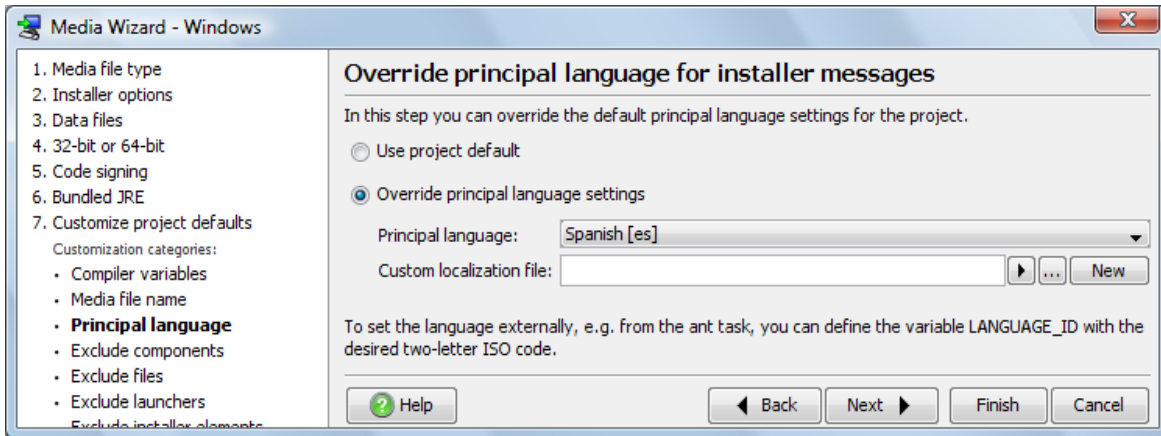 Media Wizard - Windows
1. Media file type
2. Installer options
3. Data files
4. 32-bit or 64-bit
5. Code signing
6. Bundled JRE
7. Customize project defaults
Customization categories:
• Compiler variables
• Media file name
• Principal language
• Exclude components
• Exclude files
• Exclude launchers
Exclude installer elements
Override principal language for installer messages
In this step you can override the default principal language settings for the project.
Use project default
Override principal language settings
Principal language: Spanish [es]
Custom localization file: ... New
To set the language externally, e.g. from the ant task, you can define the variable LANGUAGE_ID with the
desired two-letter ISO code.
Help Back Next Finish Cancel